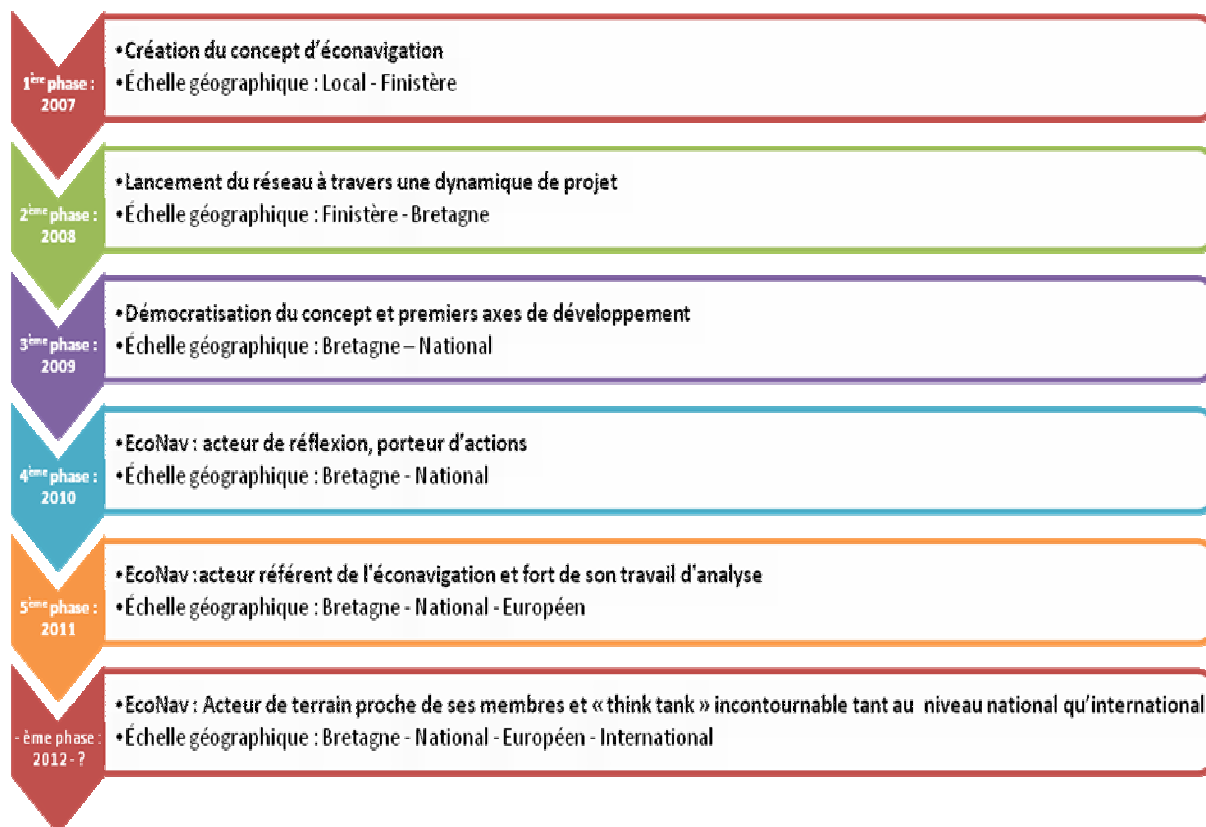 1ère phase :
2007
•Création du concept d'éconavigation
•Échelle géographique : Local - Finistère
2ème phase :
2008
•Lancement du réseau à travers une dynamique de projet
•Échelle géographique : Finistère - Bretagne
3ème phase :
2009
•Démocratisation du concept et premiers axes de développement
•Échelle géographique : Bretagne – National
4ème phase :
2010
•EcoNav : acteur de réflexion, porteur d'actions
•Échelle géographique : Bretagne - National
5ème phase :
2011
•EcoNav :acteur référent de l'éconavigation et fort de son travail d'analyse
•Échelle géographique : Bretagne - National - Européen
- ème phase :
2012 - ?
•EcoNav : Acteur de terrain proche de ses membres et « think tank » incontournable tant au niveau national qu'international
•Échelle géographique : Bretagne - National - Européen - International